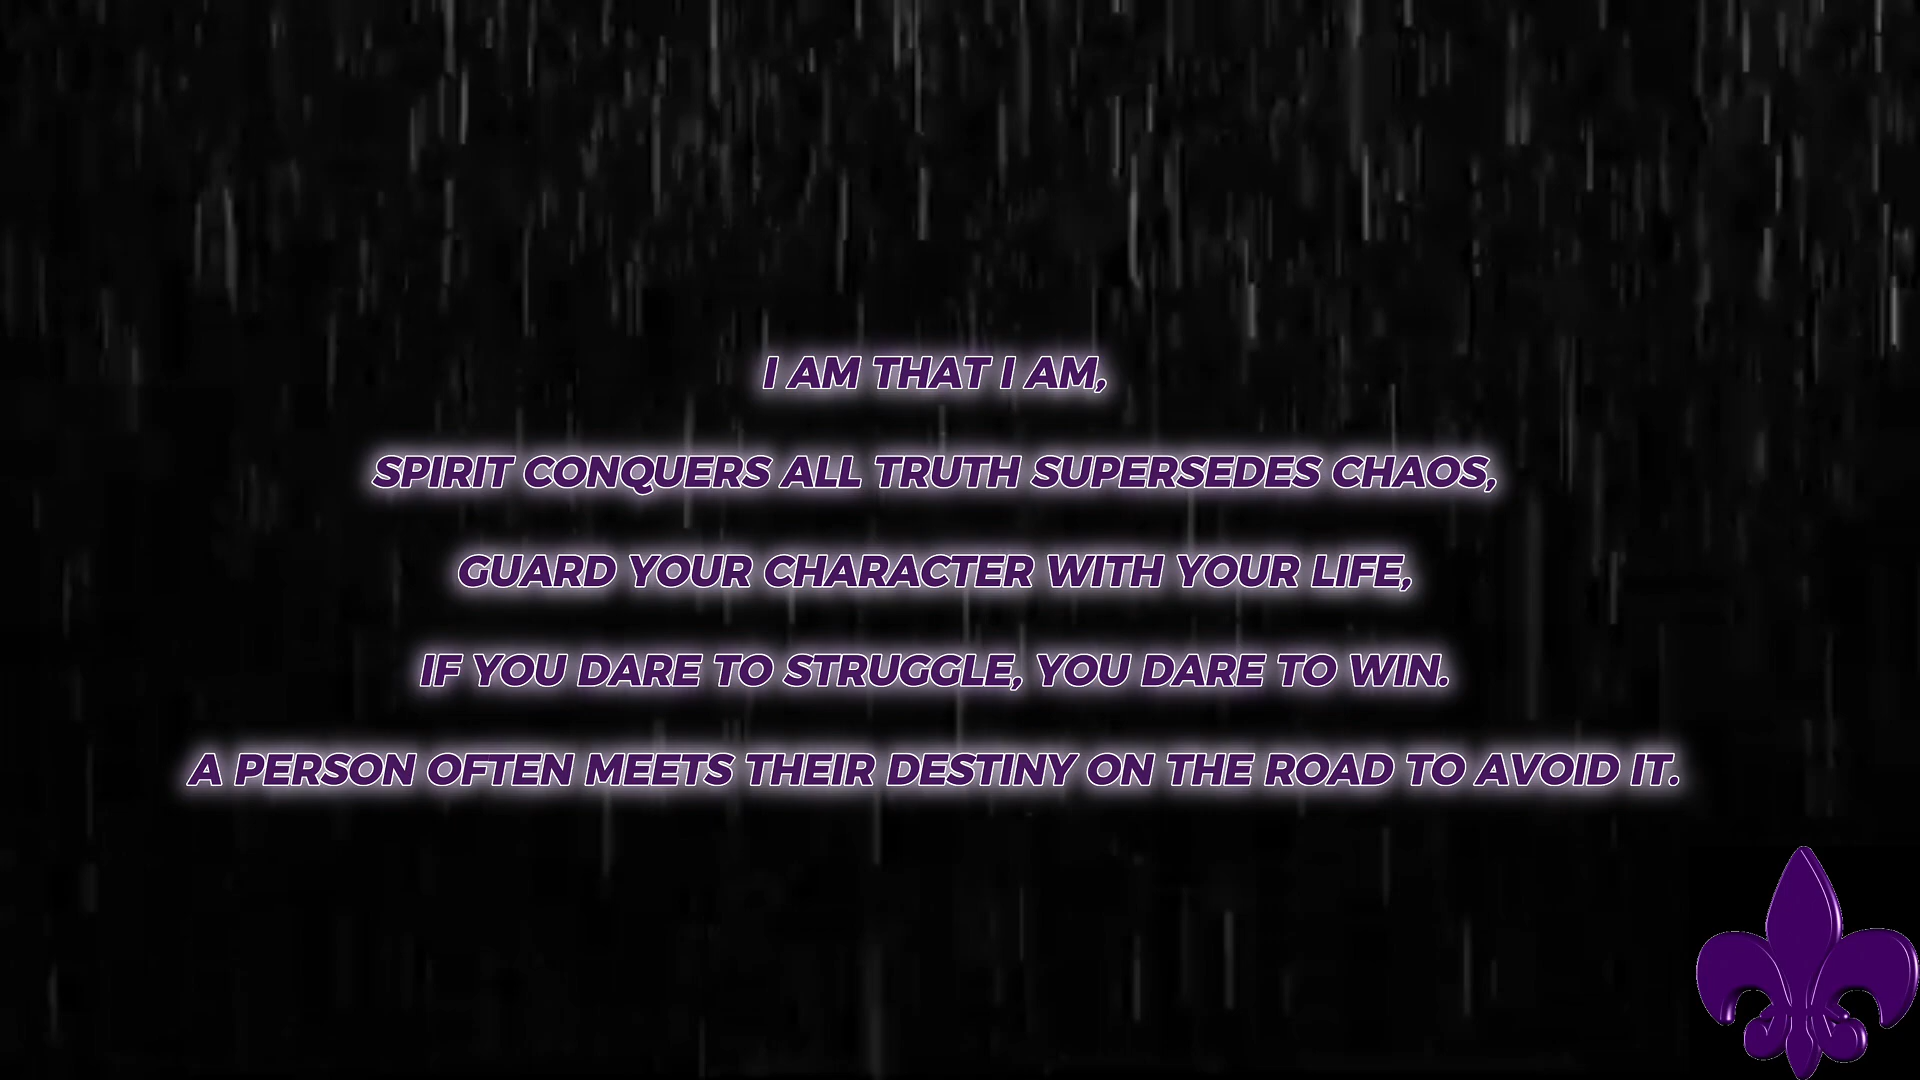 I AM THAT I AM,
SPIRIT CONQUERS ALL TRUTH SUPERSEDES CHAOS,
GUARD YOUR CHARACTER WITH YOUR LIFE,
IF YOU DARE TO STRUGGLE, YOU DARE TO WIN.
A PERSON OFTEN MEETS THEIR DESTINY ON THE ROAD TO AVOID IT.